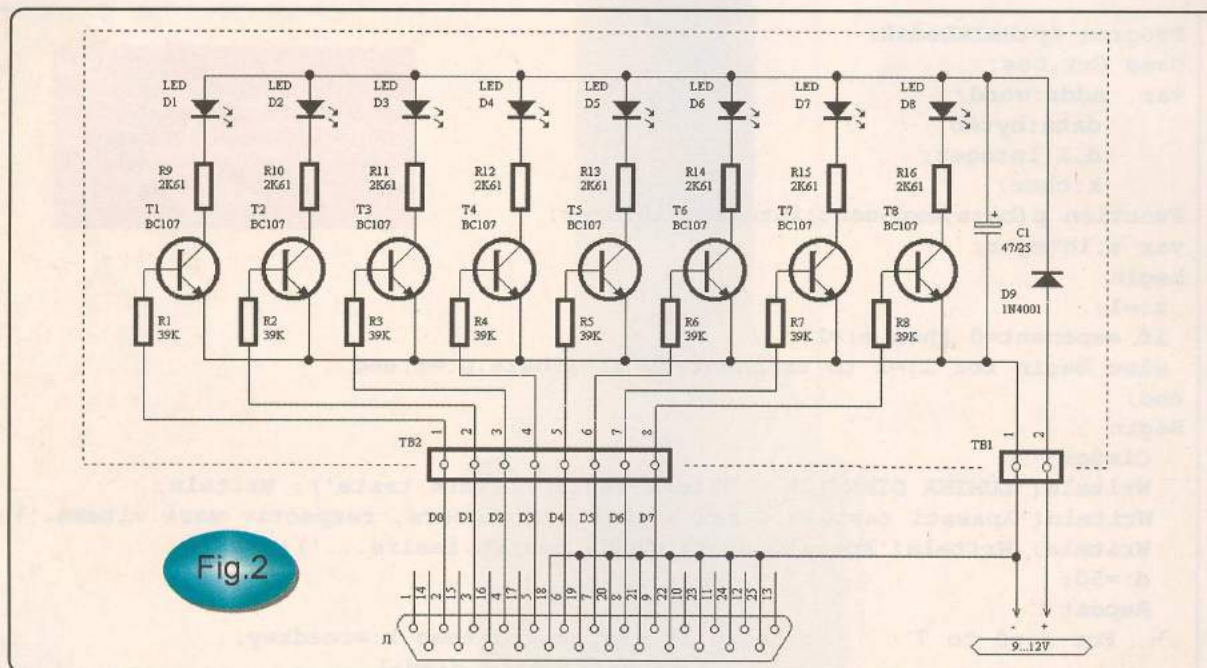 LED LED LED LED LED LED LED LED
D1 D2 D3 D4 D5 D6 D7 D8
R9 R10 R11 R12 R13 R14 R15 R16
2K61 2K61 2K61 2K61 2K61 2K61 2K61 2K61
T1 T2 T3 T4 T5 T6 T7 T8
BC107 BC107 BC107 BC107 BC107 BC107 BC107 BC107
C1
47/25
D9
1N4001
R1 R2 R3 R4 R5 R6 R7 R8
39K 39K 39K 39K 39K 39K 39K 39K
TB2 1 2 3 4 5 6 7 8
TB1 1 2
D0 D1 D2 D3 D4 D5 D6 D7
Fig.2
1 14 2 15 3 16 4 17 5 18 6 19 7 20 8 21 9 22 10 23 11 24 12 25 13
J1
- +
9...12V